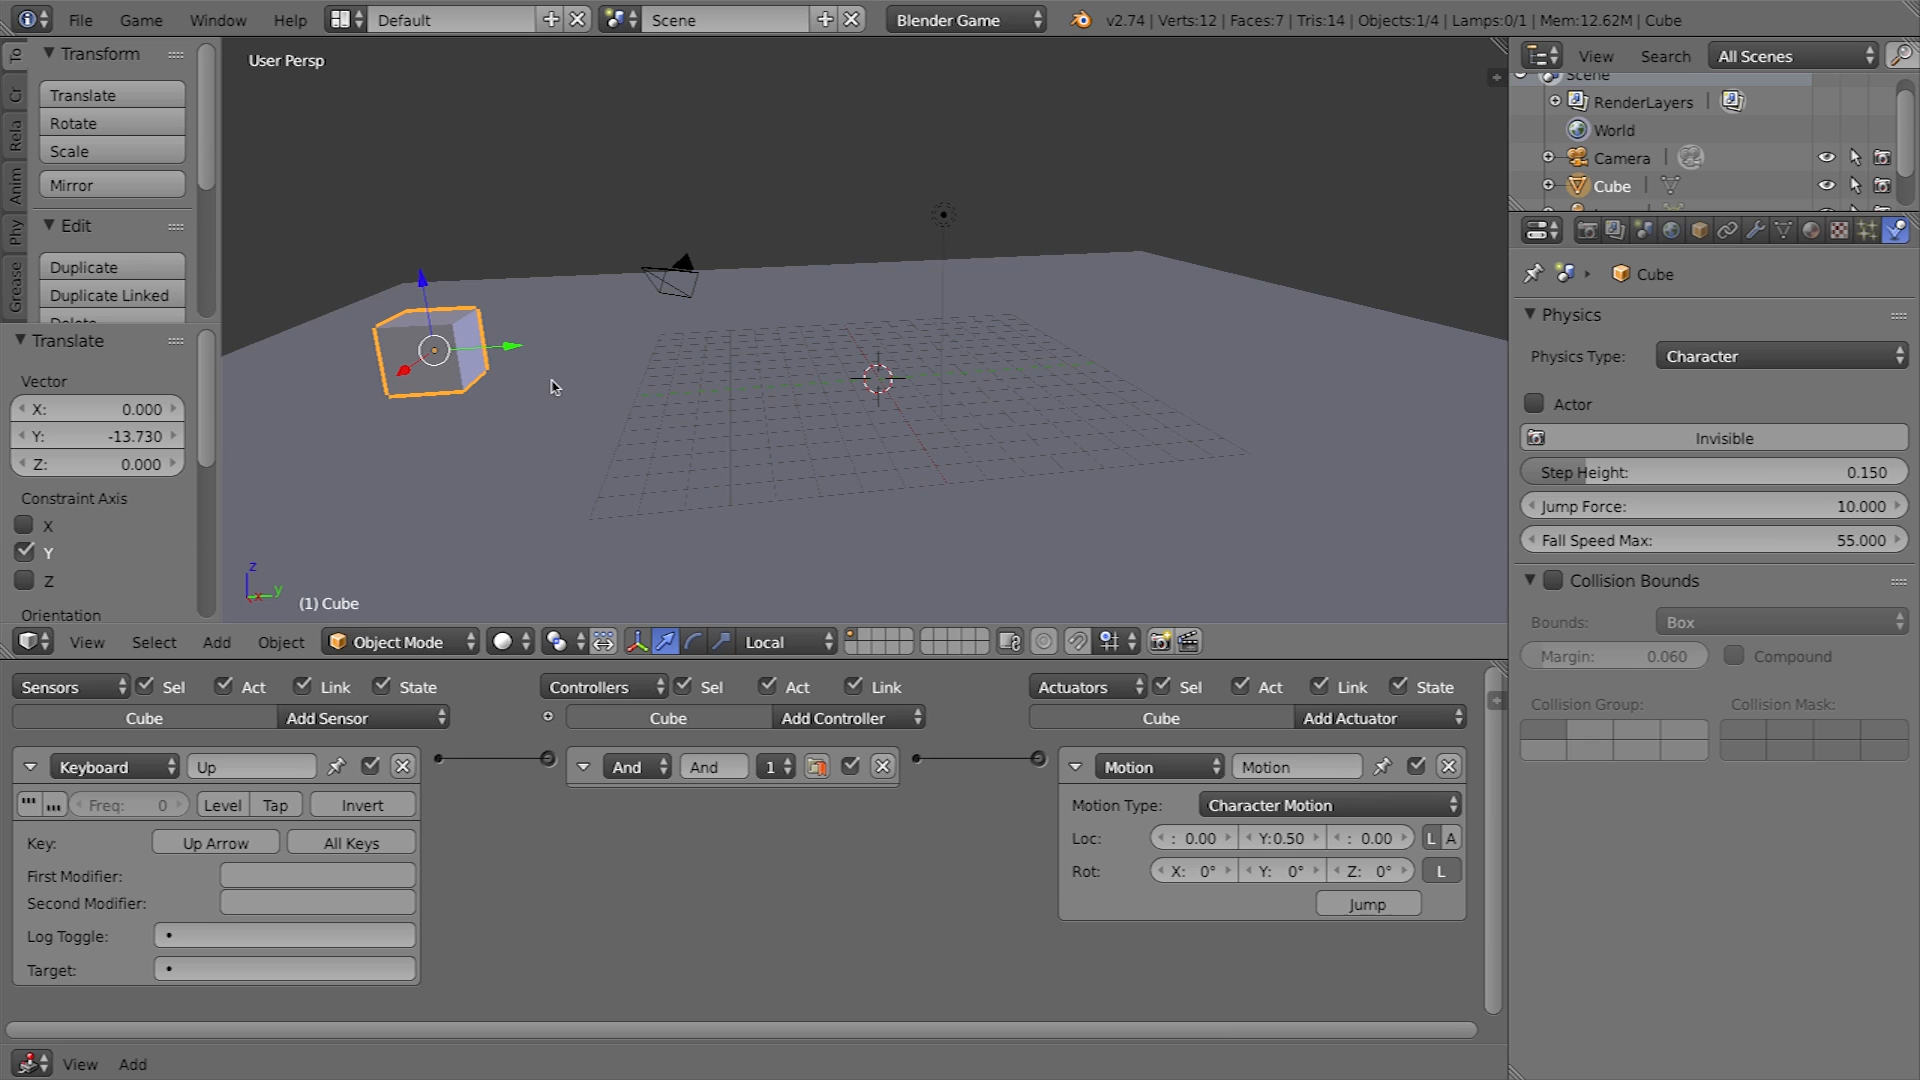 File Game Window Help Default Scene Blender Game v2.74 | Verts:12 | Faces:7 | Tris:14 | Objects:1/4 | Lamps:0/1 | Mem:12.62M | Cube
To
Cr
Rela
Anim
Phy
Grease
Transform
Translate
Rotate
Scale
Mirror
Edit
Duplicate
Duplicate Linked
Delete
Translate
Vector
X: 0.000
Y: -13.730
Z: 0.000
Constraint Axis
X
Y
Z
Orientation
User Persp
z
y
x
(1) Cube
View Select Add Object Object Mode Local
View Search All Scenes
Scene
RenderLayers
World
Camera
Cube
Cube
Physics
Physics Type: Character
Actor
Invisible
Step Height: 0.150
Jump Force: 10.000
Fall Speed Max: 55.000
Collision Bounds
Bounds: Box
Margin: 0.060 Compound
Collision Group: Collision Mask:
Sensors Sel Act Link State
Cube Add Sensor
Keyboard Up
Freq: 0 Level Tap Invert
Key: Up Arrow All Keys
First Modifier:
Second Modifier:
Log Toggle:
Target:
Controllers Sel Act Link
Cube Add Controller
And And 1
Actuators Sel Act Link State
Cube Add Actuator
Motion Motion
Motion Type: Character Motion
Loc: : 0.00 Y:0.50 : 0.00 L A
Rot: X: 0° Y: 0° Z: 0° L
Jump
View Add